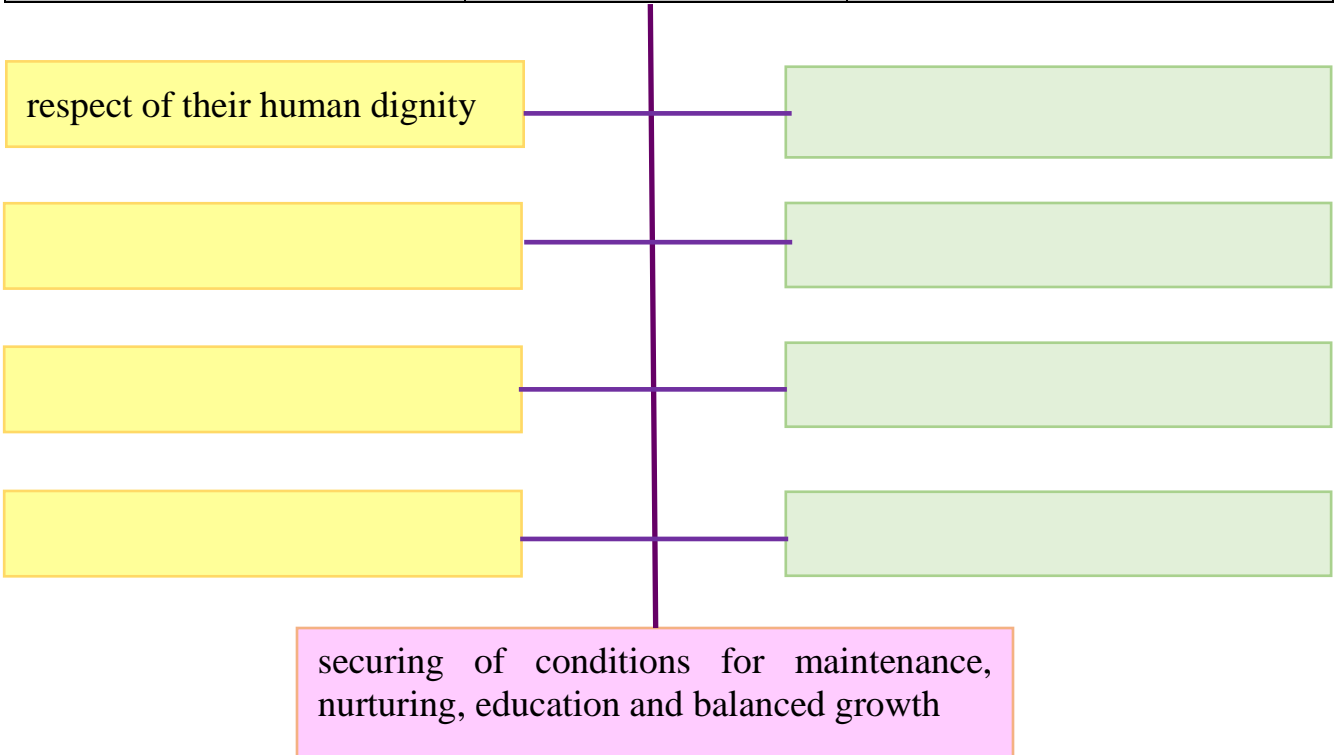 respect of their human dignity
securing of conditions for maintenance,
nurturing, education and balanced growth